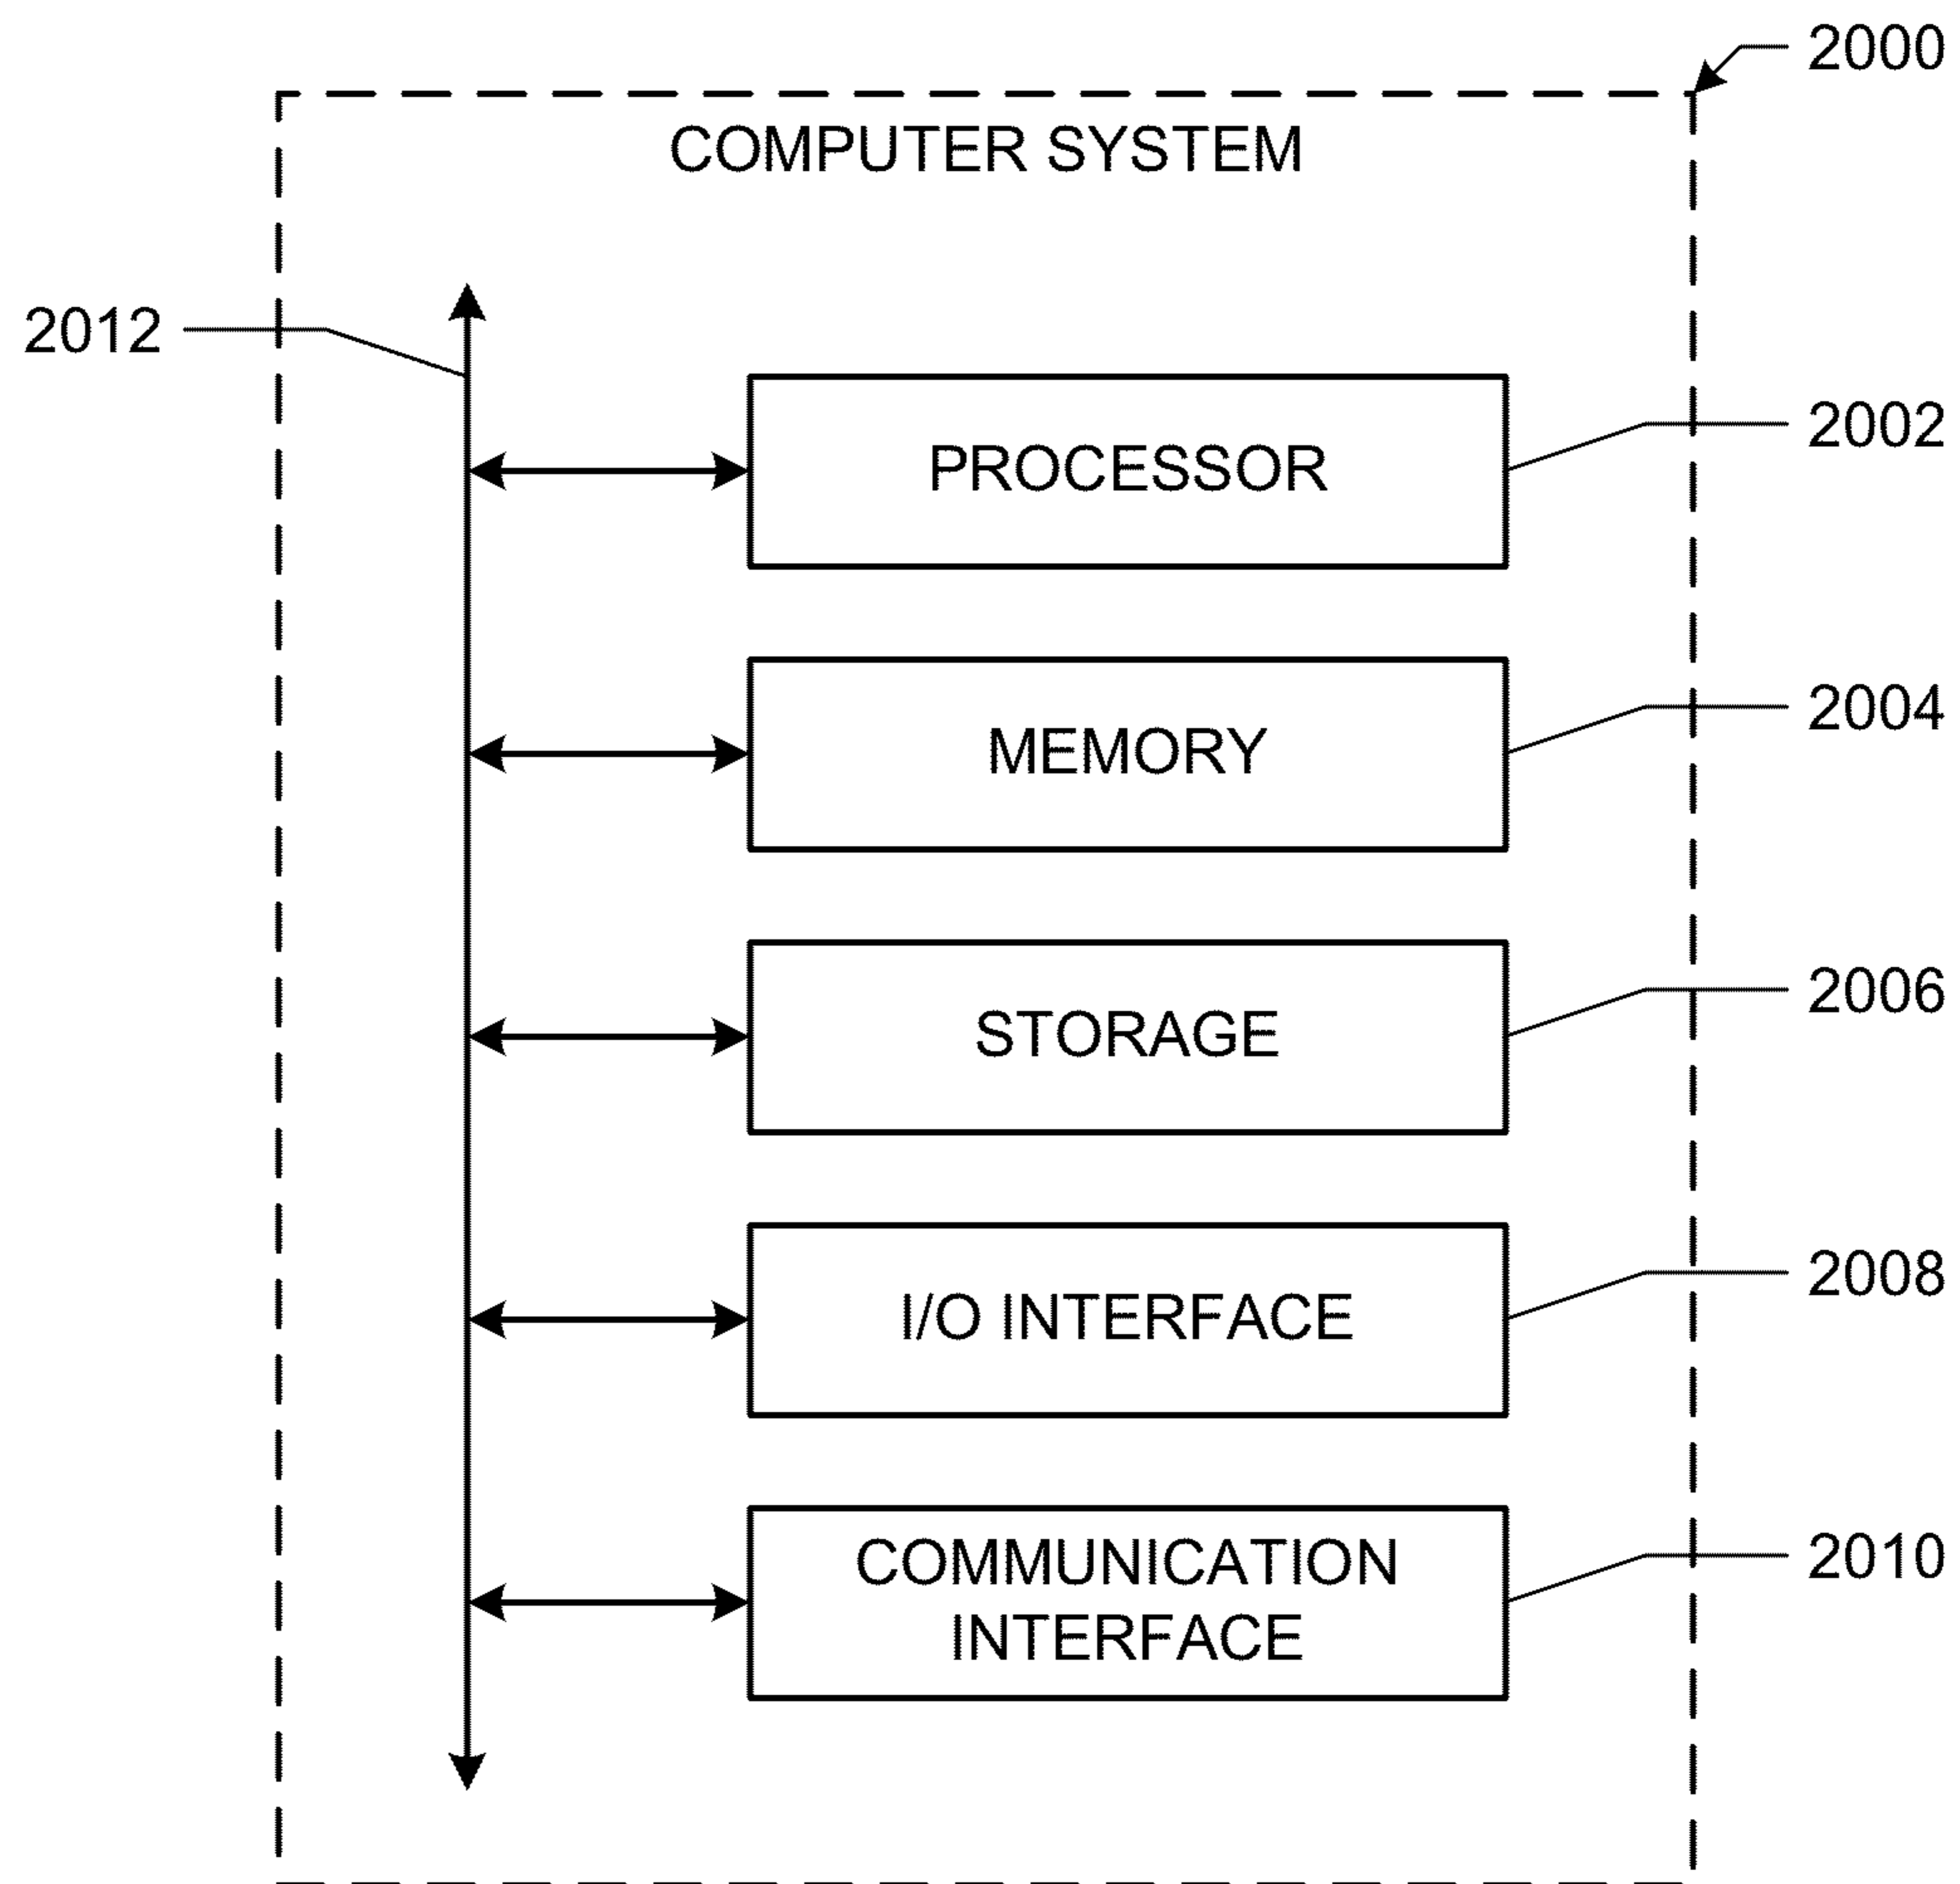 2000
COMPUTER SYSTEM
2012
2002
PROCESSOR
2004
MEMORY
2006
STORAGE
2008
I/O INTERFACE
2010
COMMUNICATION
INTERFACE